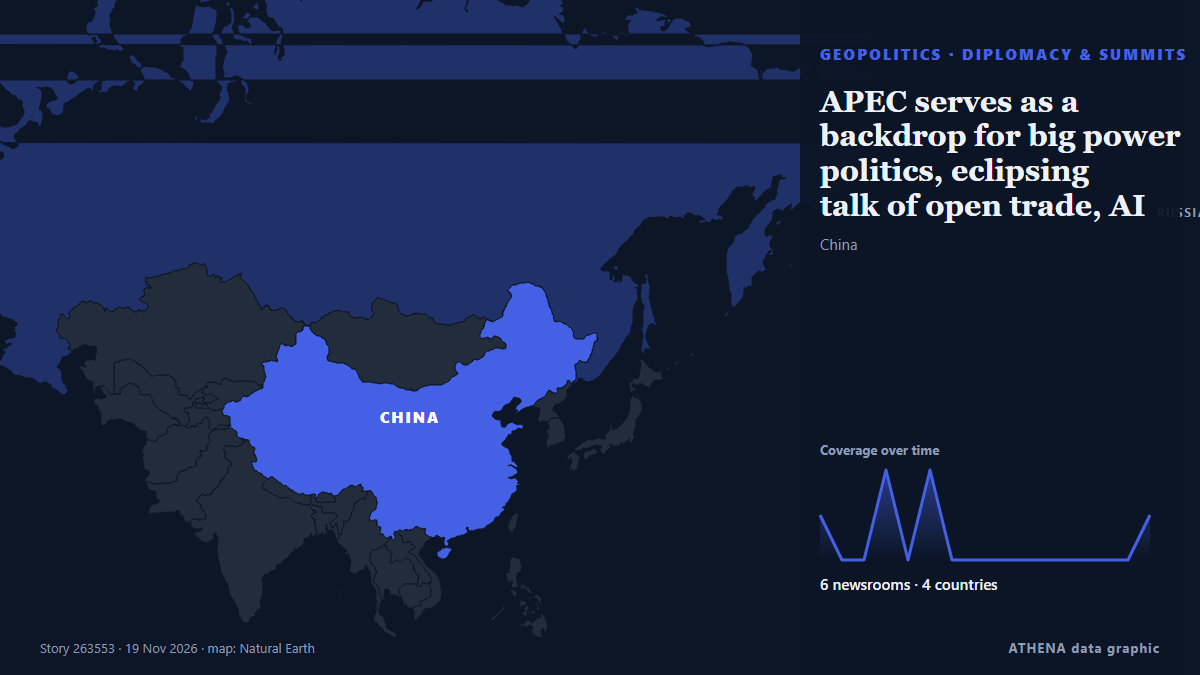 GEOPOLITICS · DIPLOMACY & SUMMITS
APEC serves as a
backdrop for big power
politics, eclipsing
talk of open trade, AI
RUSSIA
China
CHINA
Coverage over time
6 newsrooms · 4 countries
Story 263553 · 19 Nov 2026 · map: Natural Earth
ATHENA data graphic